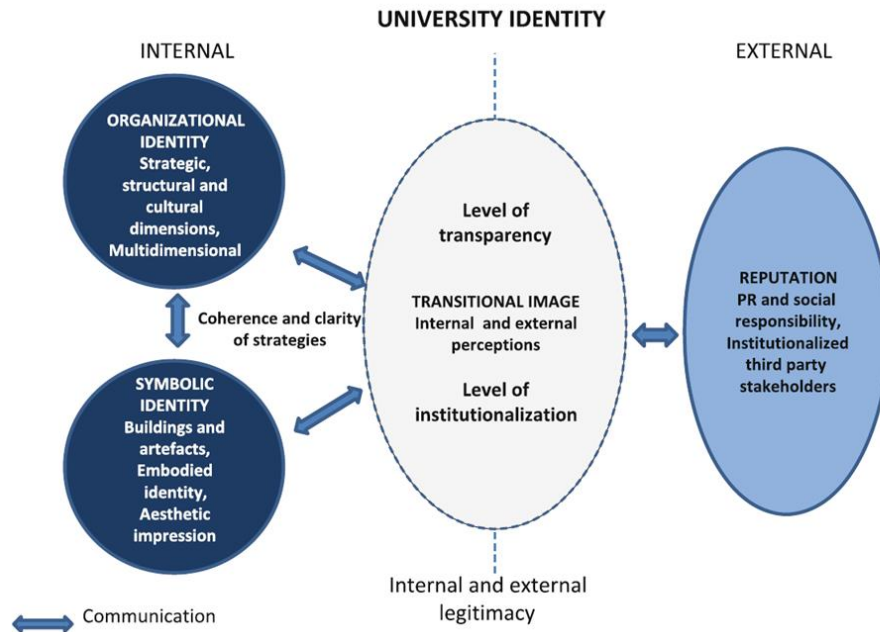 UNIVERSITY IDENTITY
INTERNAL
EXTERNAL
ORGANIZATIONAL
IDENTITY
Strategic,
structural and
cultural
dimensions,
Multidimensional
Coherence and clarity
of strategies
SYMBOLIC
IDENTITY
Buildings and
artefacts,
Embodied
identity,
Aesthetic
impression
Level of
transparency
TRANSITIONAL IMAGE
Internal and external
perceptions
Level of
institutionalization
REPUTATION
PR and social
responsibility,
Institutionalized
third party
stakeholders
Internal and external
legitimacy
Communication